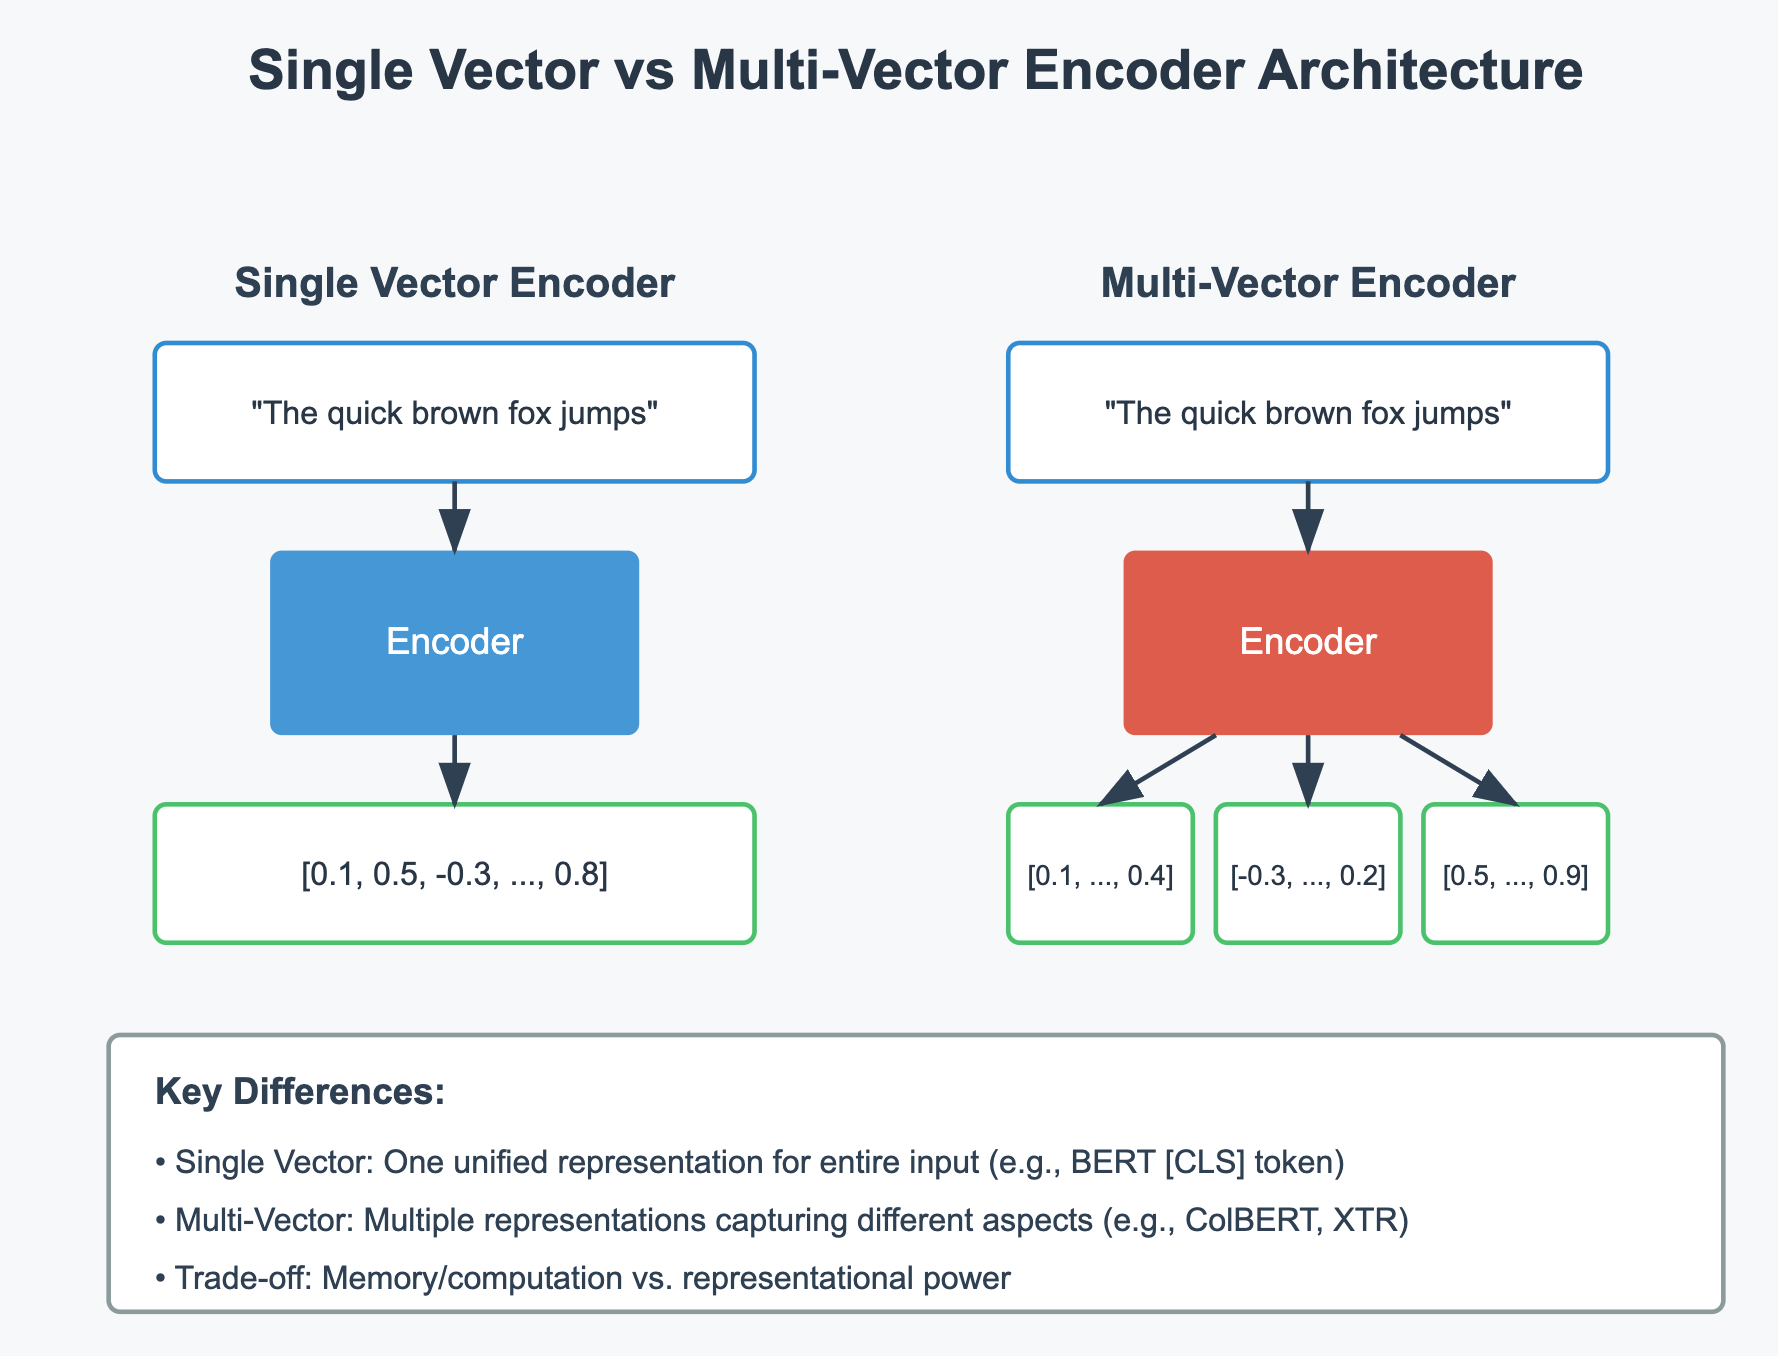 Single Vector vs Multi-Vector Encoder Architecture
Single Vector Encoder
"The quick brown fox jumps"
Encoder
[0.1, 0.5, -0.3, ..., 0.8]
Multi-Vector Encoder
"The quick brown fox jumps"
Encoder
[0.1, ..., 0.4]
[-0.3, ..., 0.2]
[0.5, ..., 0.9]
Key Differences:
• Single Vector: One unified representation for entire input (e.g., BERT [CLS] token)
• Multi-Vector: Multiple representations capturing different aspects (e.g., ColBERT, XTR)
• Trade-off: Memory/computation vs. representational power